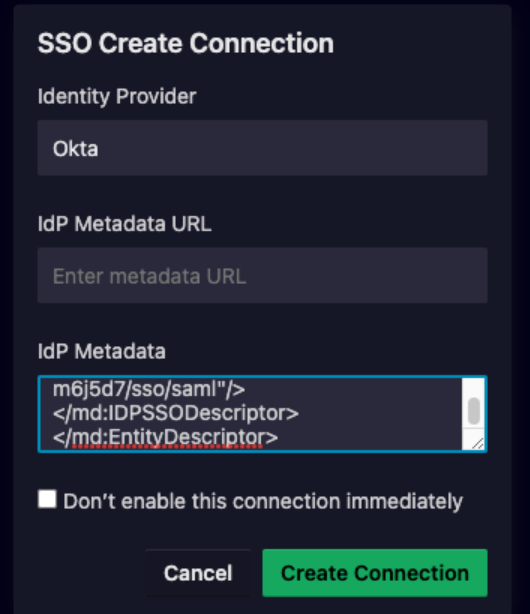 SSO Create Connection
Identity Provider
Okta
IdP Metadata URL
Enter metadata URL
IdP Metadata
m6j5d7/sso/saml"/>
</md:IDPSSODescriptor>
</md:EntityDescriptor>
Don't enable this connection immediately
Cancel Create Connection